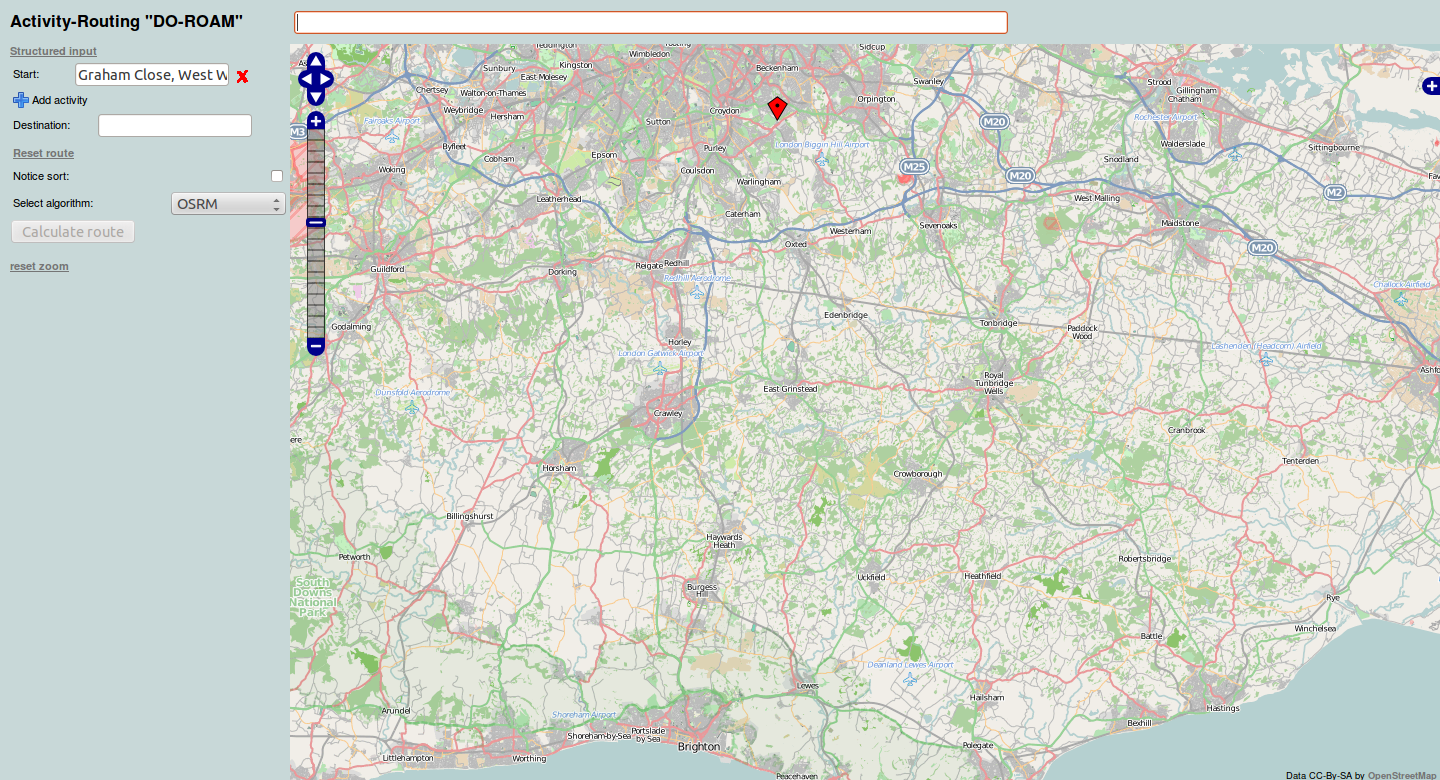 Activity-Routing "DO-ROAM"
Structured input
Start: Graham Close, West W
Add activity
Destination:
Reset route
Notice sort:
Select algorithm: OSRM
Calculate route
reset zoom
Wimbledon
Sidcup
Sunbury
Kingston
Beckenham
East Molesey
Swanley
Strood
Chertsey
Walton-on-Thames
Orpington
Gillingham
Chatham
Weybridge
Hersham
Croydon
Fairoaks Airport
Sutton
M20
Rochester Airport
M3
Byfleet
Purley
London Biggin Hill Airport
Walderslade
Sittingbourne
Cobham
Epsom
Snodland
Woking
Coulsdon
M25
M20
Warlingham
M2
Leatherhead
West Malling
Caterham
Westerham
Sevenoaks
Maidstone
Oxted
M20
Guildford
Dorking
Reigate
Redhill
Redhill Aerodrome
Challock Airfield
Godalming
Edenbridge
Tonbridge
Paddock
Wood
Horley
London Gatwick Airport
Lashenden (Headcorn) Airfield
Royal
Tunbridge
Wells
Dunsfold Aerodrome
East Grinstead
Crawley
Cranbrook
Horsham
Crowborough
Tenterden
Billingshurst
Haywards
Heath
Petworth
Robertsbridge
South
Downs
National
Park
Burgess
Hill
Uckfield
Heathfield
Rye
Winchelsea
Battle
Deanland Lewes Airport
Lewes
Hailsham
Arundel
Shoreham Airport
Hastings
Bexhill
Shoreham-by-Sea
Portslade
by Sea
Brighton
Polegate
Littlehampton
Worthing
Peacehaven
Data CC-By-SA by OpenStreetMap